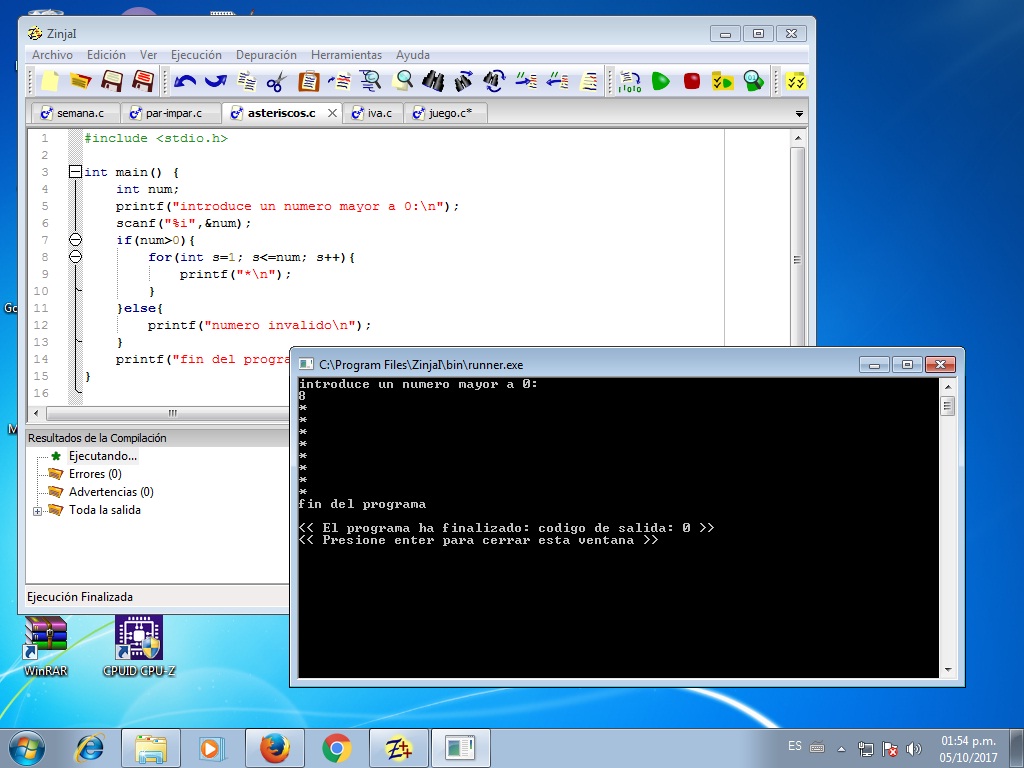 ZinjaI
Archivo Edición Ver Ejecución Depuración Herramientas Ayuda
semana.c par-impar.c asteriscos.c iva.c juego.c*
1 #include <stdio.h>
2
3 int main() {
4 int num;
5 printf("introduce un numero mayor a 0:\n");
6 scanf("%i",&num);
7 if(num>0){
8 for(int s=1; s<=num; s++){
9 printf("*\n");
10 }
11 }else{
12 printf("numero invalido\n");
13 }
14 printf("fin del progra
15 }
16
Resultados de la Compilación
Ejecutando...
Errores (0)
Advertencias (0)
Toda la salida
Ejecución Finalizada
C:\Program Files\ZinjaI\bin\runner.exe
introduce un numero mayor a 0:
8
*
*
*
*
*
*
*
*
fin del programa
<< El programa ha finalizado: codigo de salida: 0 >>
<< Presione enter para cerrar esta ventana >>
WinRAR
CPUID CPU-Z
ES
01:54 p.m.
05/10/2017